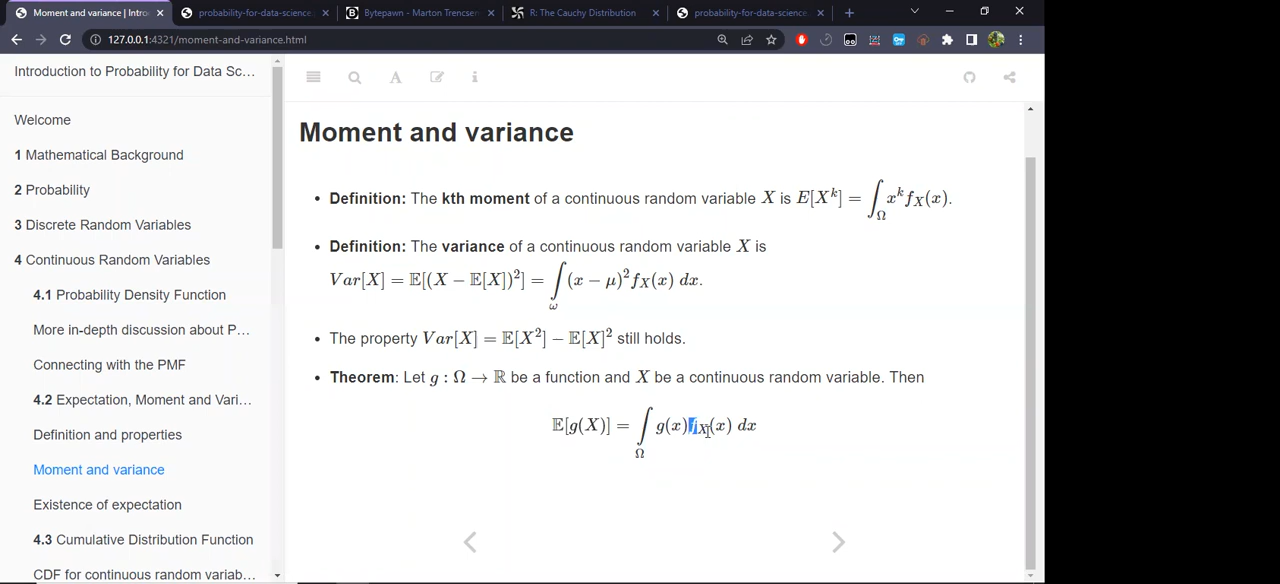 Moment and variance | Intro
probability-for-data-science
Bytepawn - Marton Trencsen
R: The Cauchy Distribution
probability-for-data-science
127.0.0.1:4321/moment-and-variance.html
Introduction to Probability for Data Sc...
Welcome
1 Mathematical Background
2 Probability
3 Discrete Random Variables
4 Continuous Random Variables
4.1 Probability Density Function
More in-depth discussion about P...
Connecting with the PMF
4.2 Expectation, Moment and Vari...
Definition and properties
Moment and variance
Existence of expectation
4.3 Cumulative Distribution Function
CDF for continuous random variab...
Moment and variance
• Definition: The kth moment of a continuous random variable X is E[X^k] = ∫_Ω x^k f_X(x).
• Definition: The variance of a continuous random variable X is
Var[X] = 𝔼[(X − 𝔼[X])²] = ∫_ω (x − μ)² f_X(x) dx.
• The property Var[X] = 𝔼[X²] − 𝔼[X]² still holds.
• Theorem: Let g : Ω → ℝ be a function and X be a continuous random variable. Then
𝔼[g(X)] = ∫_Ω g(x) f_X(x) dx